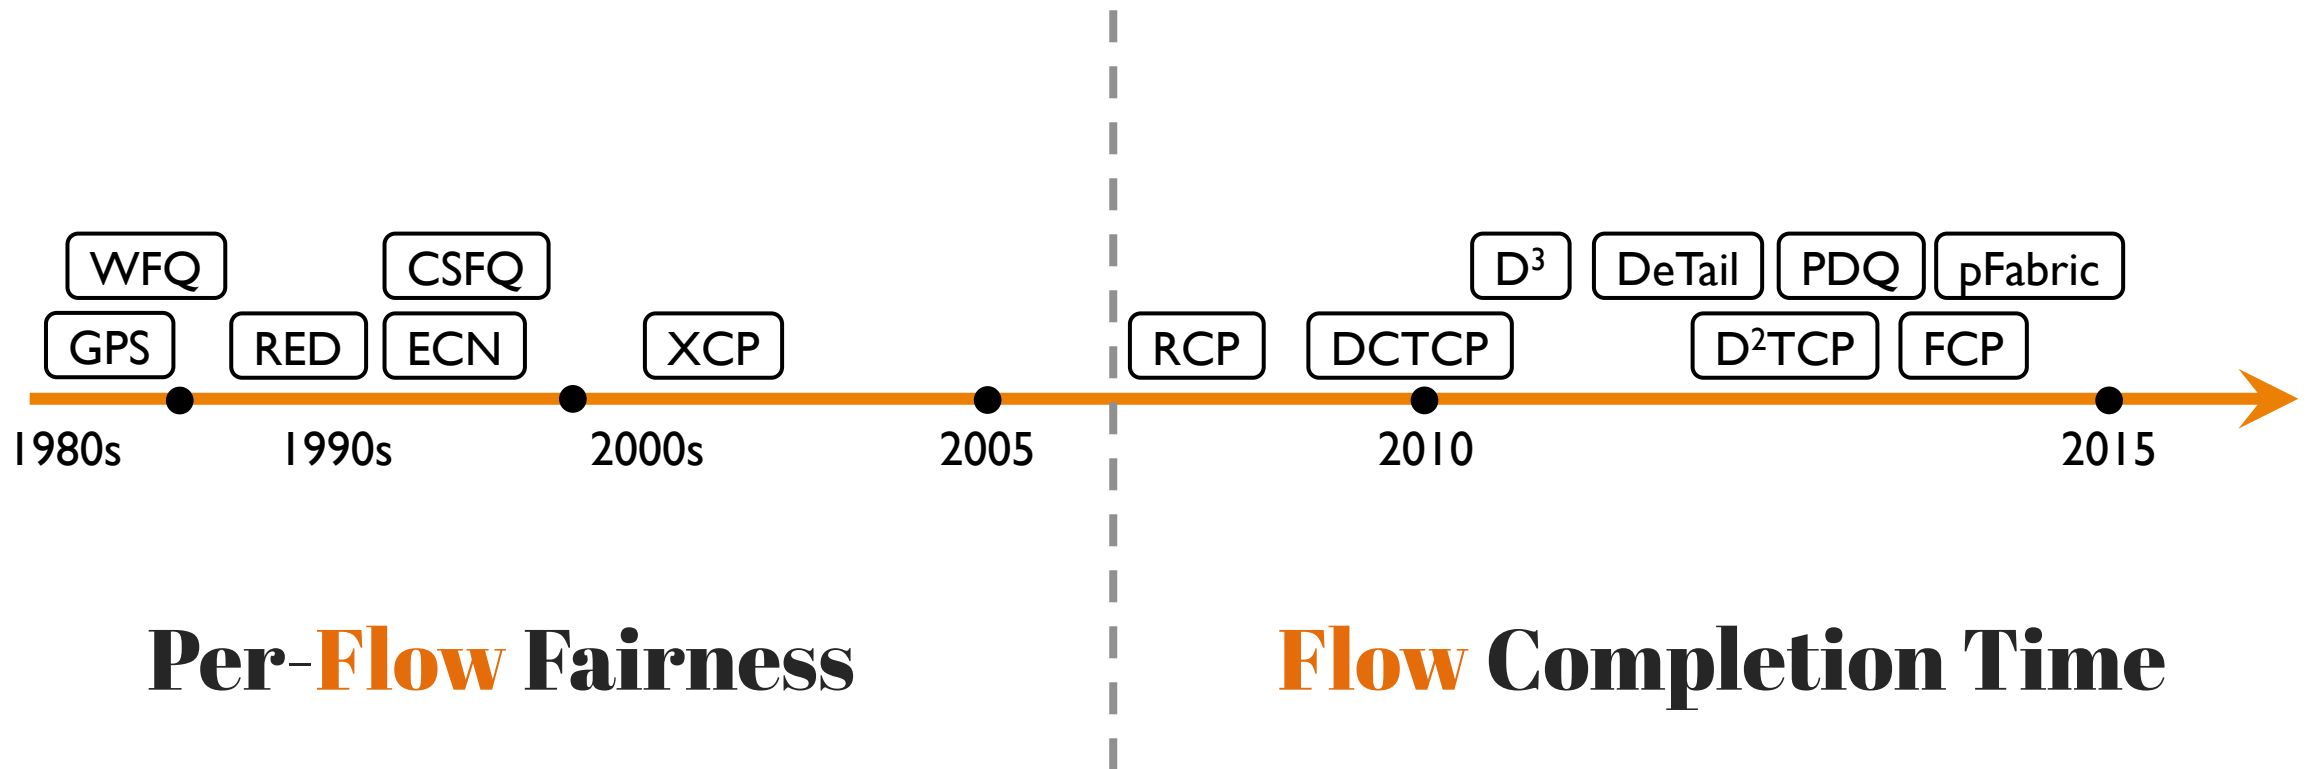 WFQ CSFQ D³ DeTail PDQ pFabric
GPS RED ECN XCP RCP DCTCP D²TCP FCP
1980s 1990s 2000s 2005 2010 2015
Per-Flow Fairness Flow Completion Time